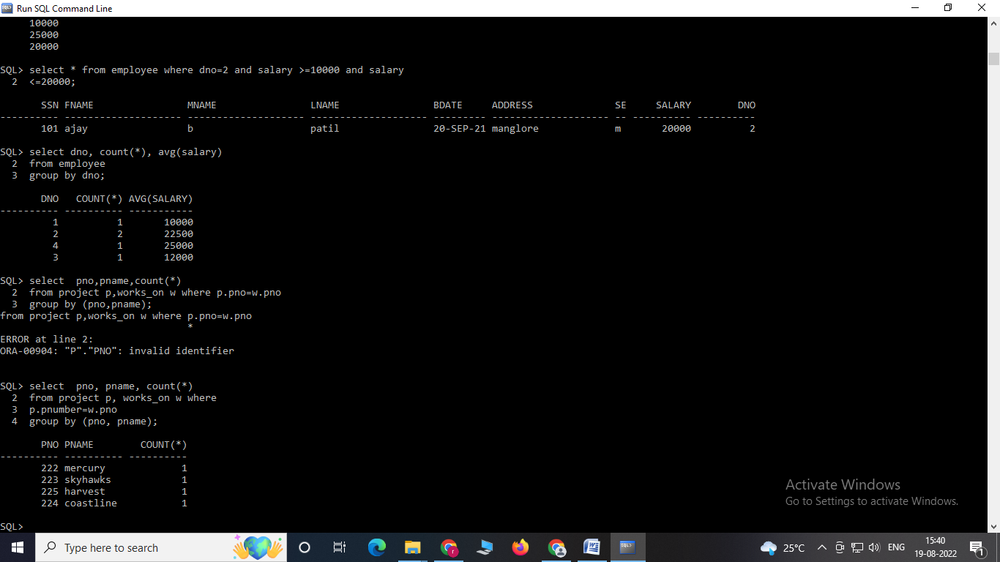 Run SQL Command Line
10000
25000
20000
SQL> select * from employee where dno=2 and salary >=10000 and salary
2 <=20000;
SSN FNAME MNAME LNAME BDATE ADDRESS SE SALARY DNO
---------- -------------------- -------------------- -------------------- --------- -------------------- -- ---------- ----------
101 ajay b patil 20-SEP-21 manglore m 20000 2
SQL> select dno, count(*), avg(salary)
2 from employee
3 group by dno;
DNO COUNT(*) AVG(SALARY)
---------- ---------- -----------
1 1 10000
2 2 22500
4 1 25000
3 1 12000
SQL> select  pno,pname,count(*)
2 from project p,works_on w where p.pno=w.pno
3 group by (pno,pname);
from project p,works_on w where p.pno=w.pno
*
ERROR at line 2:
ORA-00904: "P"."PNO": invalid identifier
SQL> select  pno, pname, count(*)
2 from project p, works_on w where
3 p.pnumber=w.pno
4 group by (pno, pname);
PNO PNAME COUNT(*)
---------- ---------- ----------
222 mercury 1
223 skyhawks 1
225 harvest 1
224 coastline 1
SQL>
Activate Windows
Go to Settings to activate Windows.
Type here to search
25°C
ENG
15:40
19-08-2022
1